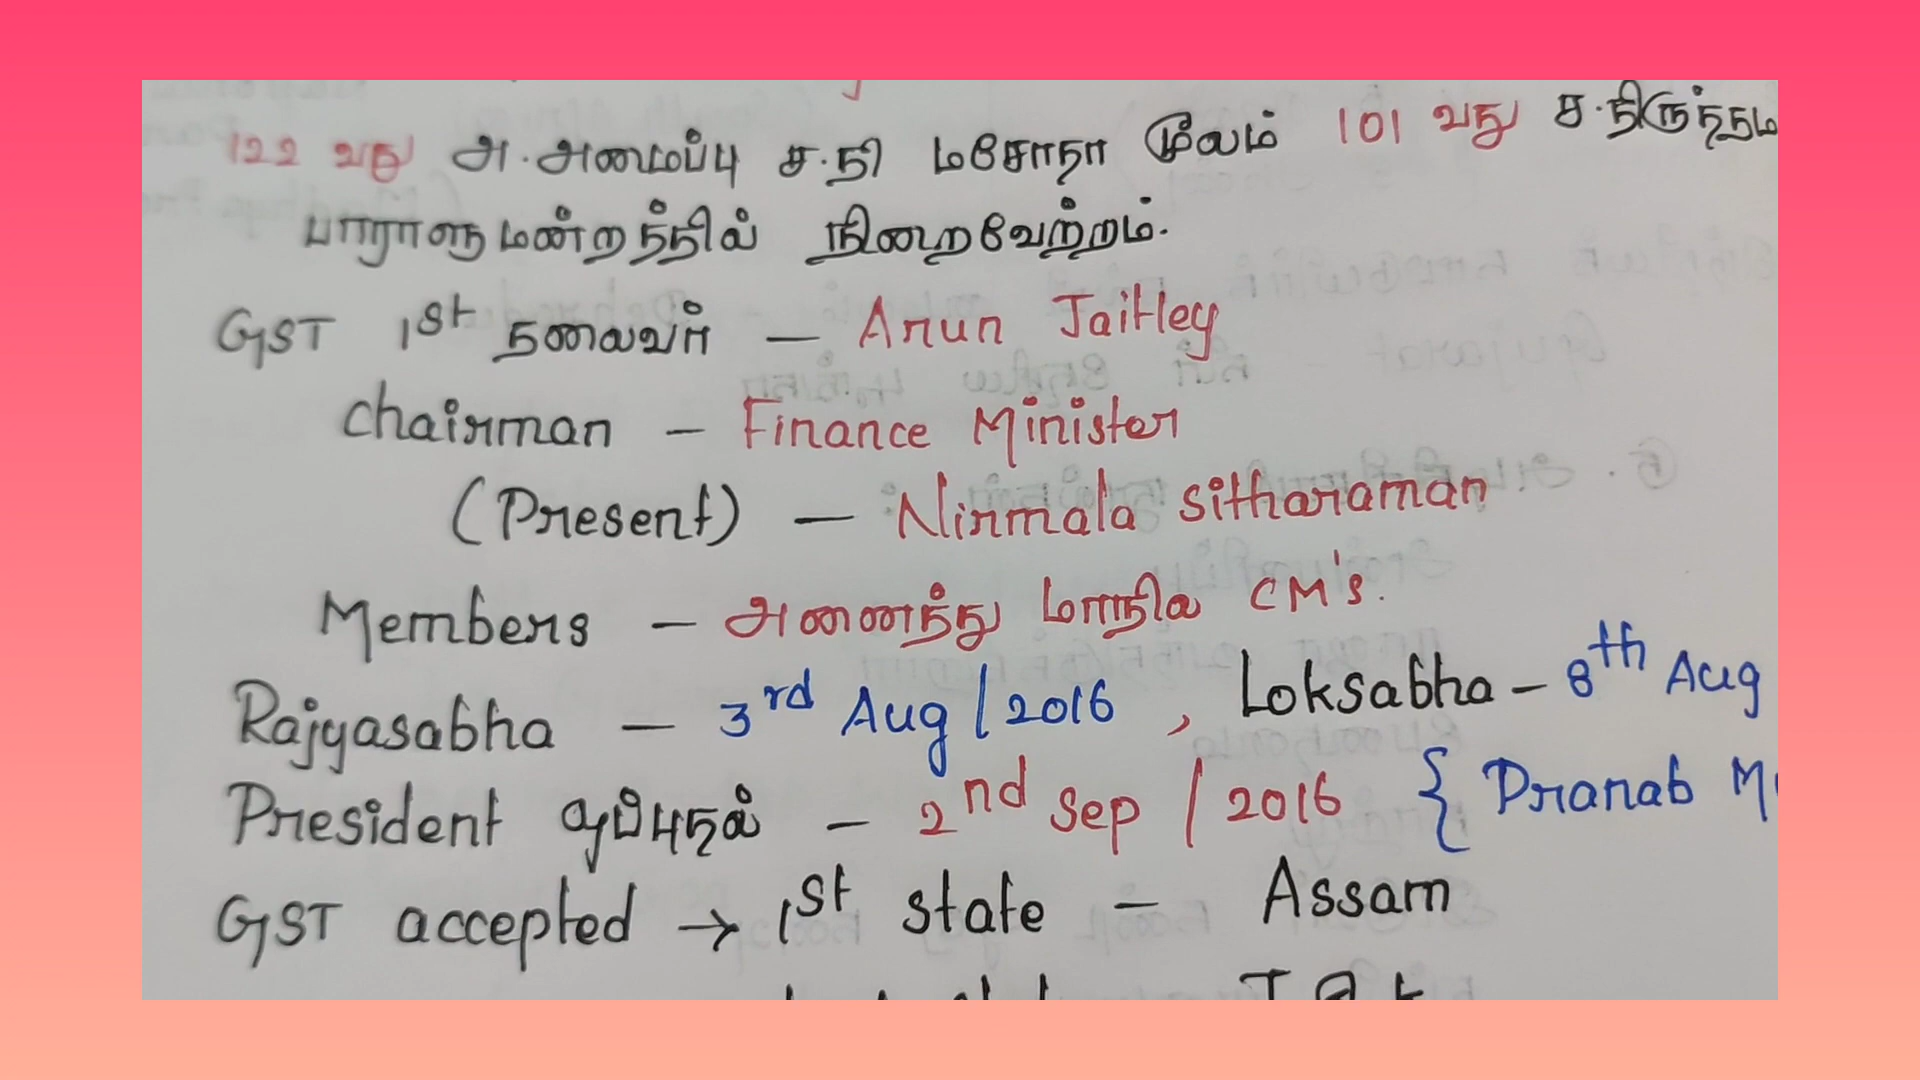 122 வது அ.அமைப்பு ச.தி மசோதா மூலம் 101 வது ச.திருத்தம
பாராளுமன்றத்தில் நிறைவேற்றம்.
GST 1st தலைவர் – Arun Jaitley
chairman – Finance Minister
(Present) – Nirmala sitharaman
Members – அனைத்து மாநில CM's.
Rajyasabha – 3rd Aug / 2016 , Loksabha – 8th Aug
President ஒப்புதல் – 2nd Sep / 2016 { Pranab M
GST accepted → 1st state – Assam